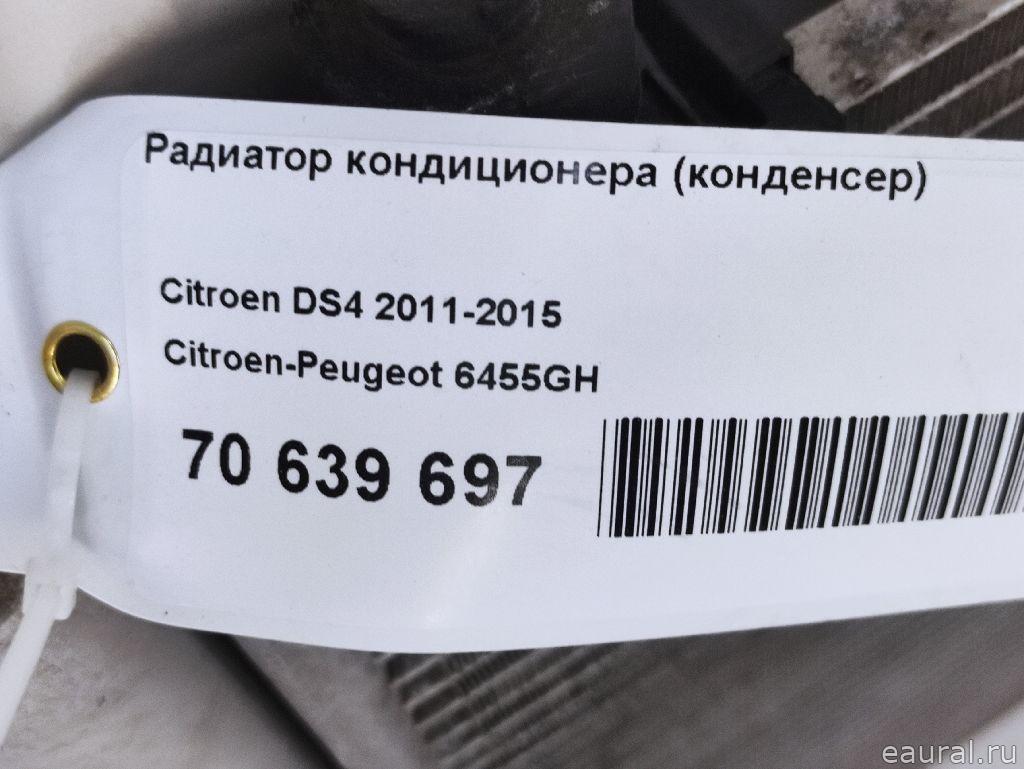 Радиатор кондиционера (конденсер)
Citroen DS4 2011-2015
Citroen-Peugeot 6455GH
70 639 697
eaural.ru